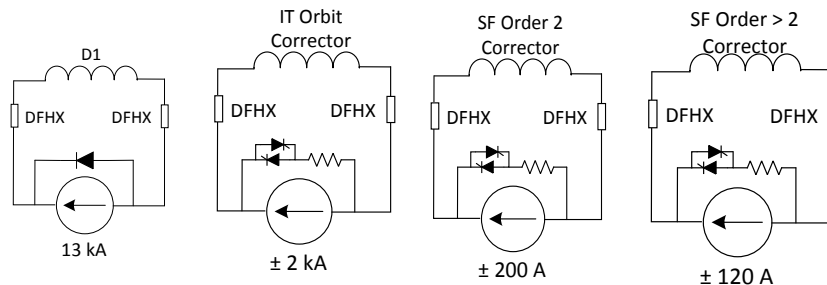 D1
DFHX
DFHX
13 kA
IT Orbit
Corrector
DFHX
DFHX
± 2 kA
SF Order 2
Corrector
DFHX
DFHX
± 200 A
SF Order > 2
Corrector
DFHX
DFHX
± 120 A